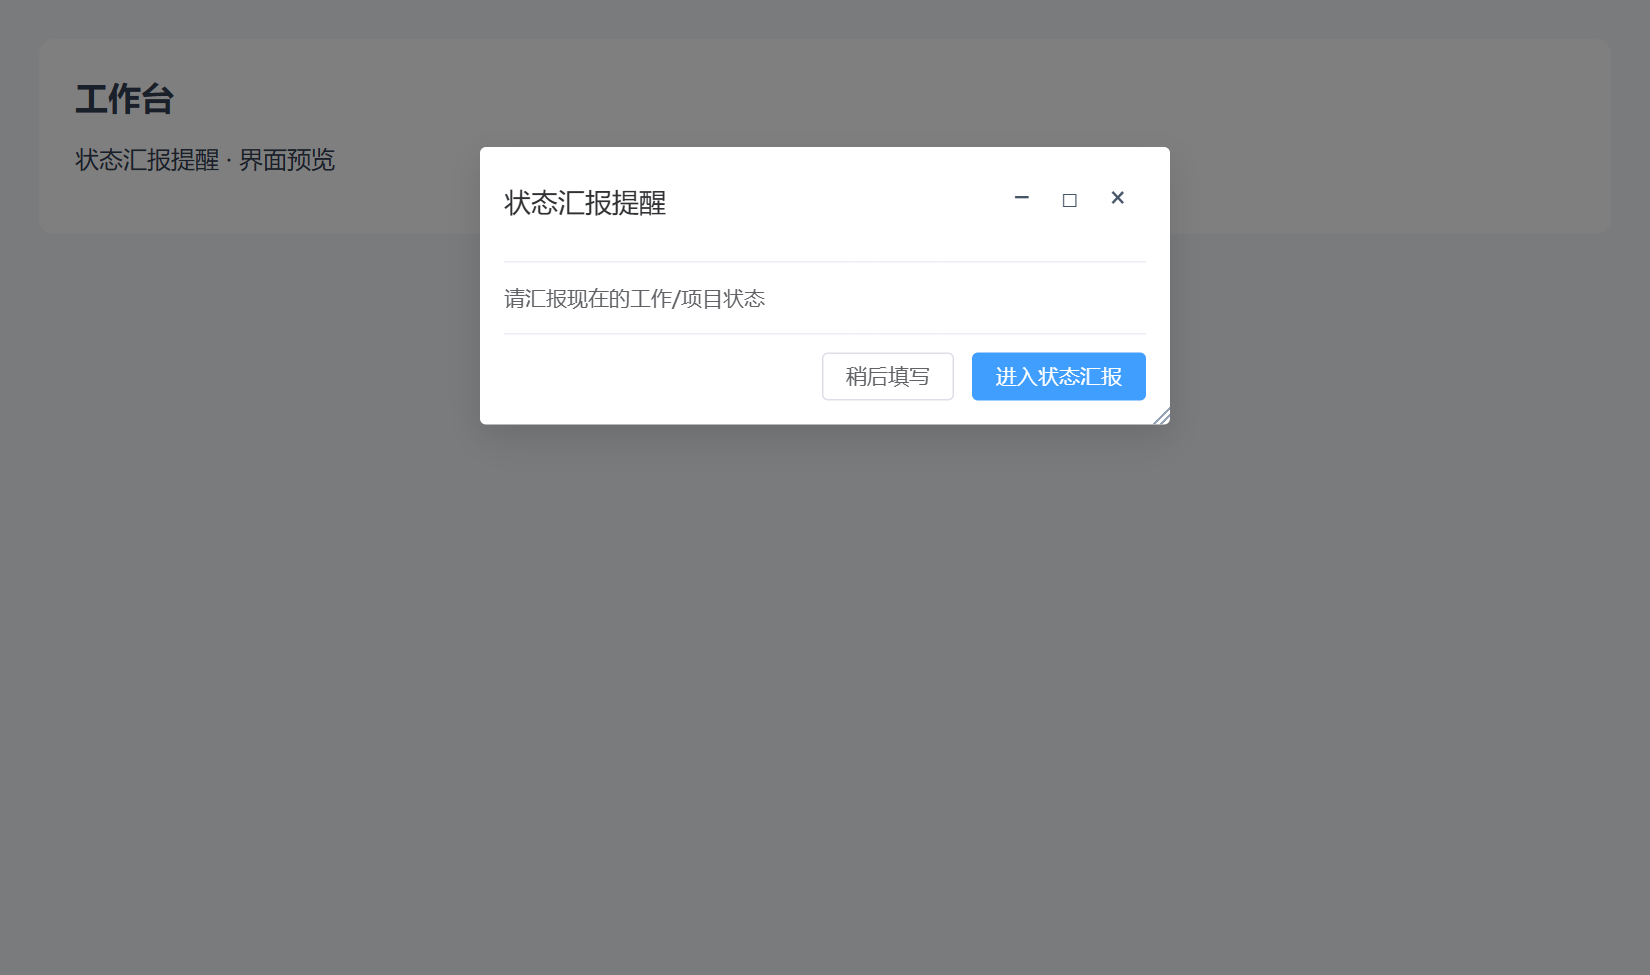 工作台
状态汇报提醒 · 界面预览
状态汇报提醒
请汇报现在的工作/项目状态
稍后填写
进入状态汇报